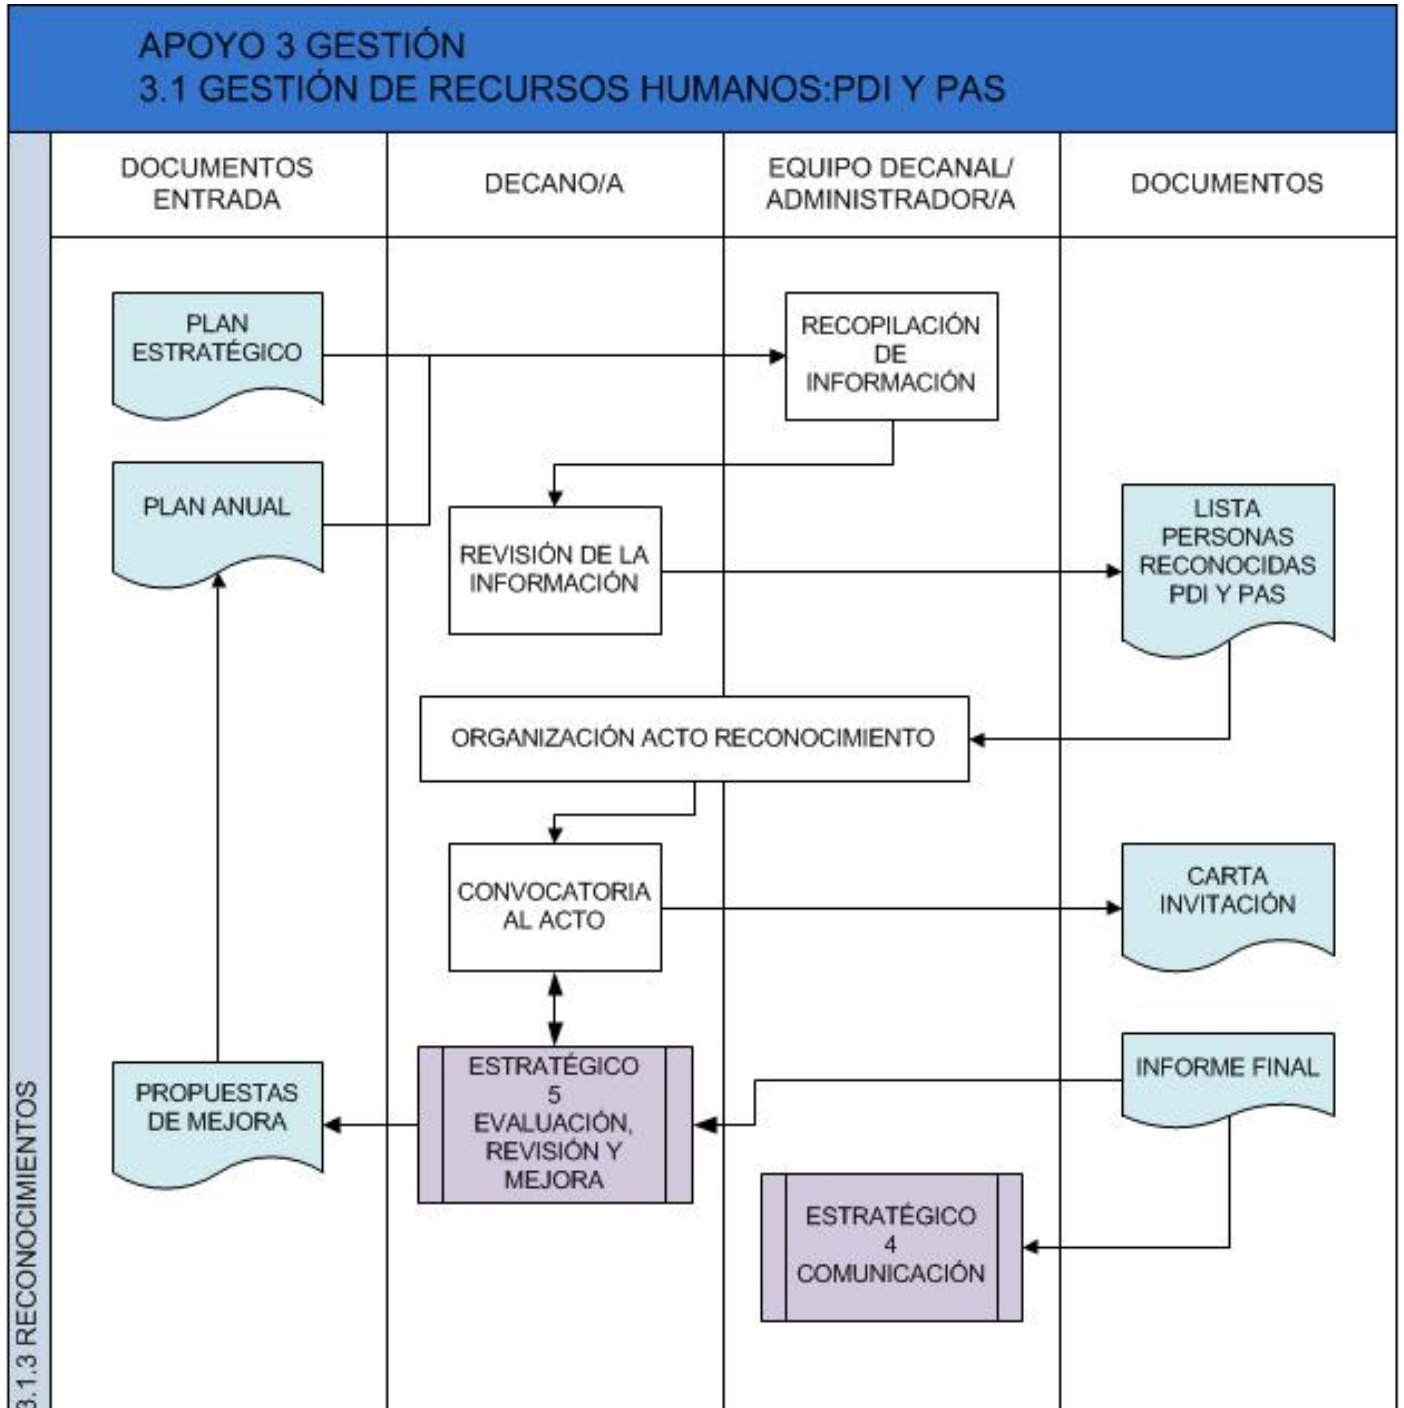 APOYO 3 GESTIÓN
3.1 GESTIÓN DE RECURSOS HUMANOS:PDI Y PAS
DOCUMENTOS
ENTRADA
DECANO/A
EQUIPO DECANAL/
ADMINISTRADOR/A
DOCUMENTOS
PLAN
ESTRATÉGICO
RECOPILACIÓN
DE
INFORMACIÓN
PLAN ANUAL
REVISIÓN DE LA
INFORMACIÓN
LISTA
PERSONAS
RECONOCIDAS
PDI Y PAS
ORGANIZACIÓN ACTO RECONOCIMIENTO
CONVOCATORIA
AL ACTO
CARTA
INVITACIÓN
PROPUESTAS
DE MEJORA
ESTRATÉGICO
5
EVALUACIÓN,
REVISIÓN Y
MEJORA
INFORME FINAL
ESTRATÉGICO
4
COMUNICACIÓN
3.1.3 RECONOCIMIENTOS